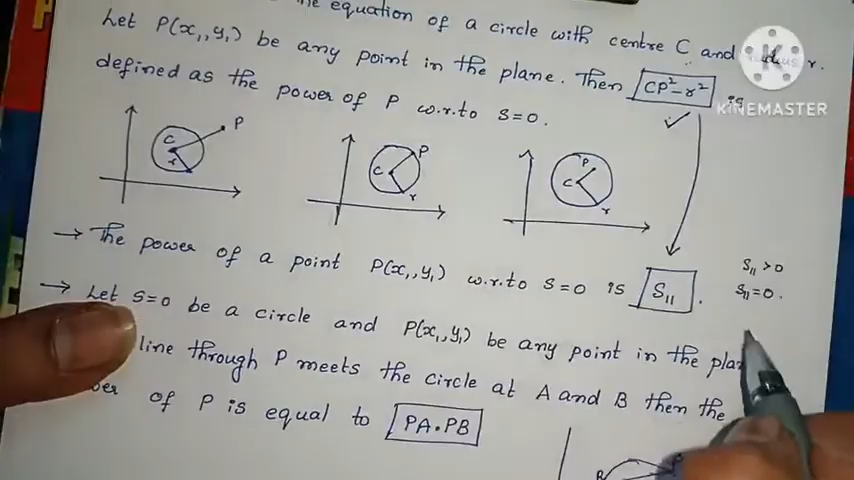 the equation of a circle with centre C and radius r.
Let P(x₁,y₁) be any point in the plane. Then CP²-r² is
defined as the power of P w.r.to S=0.
KINEMASTER
C r P
C P r
C P r
→ The power of a point P(x₁,y₁) w.r.to S=0 is S₁₁.
S₁₁>0
S₁₁=0.
→ Let S=0 be a circle and P(x₁,y₁) be any point in the
line through P meets the circle at A and B then the
of P is equal to PA.PB
B